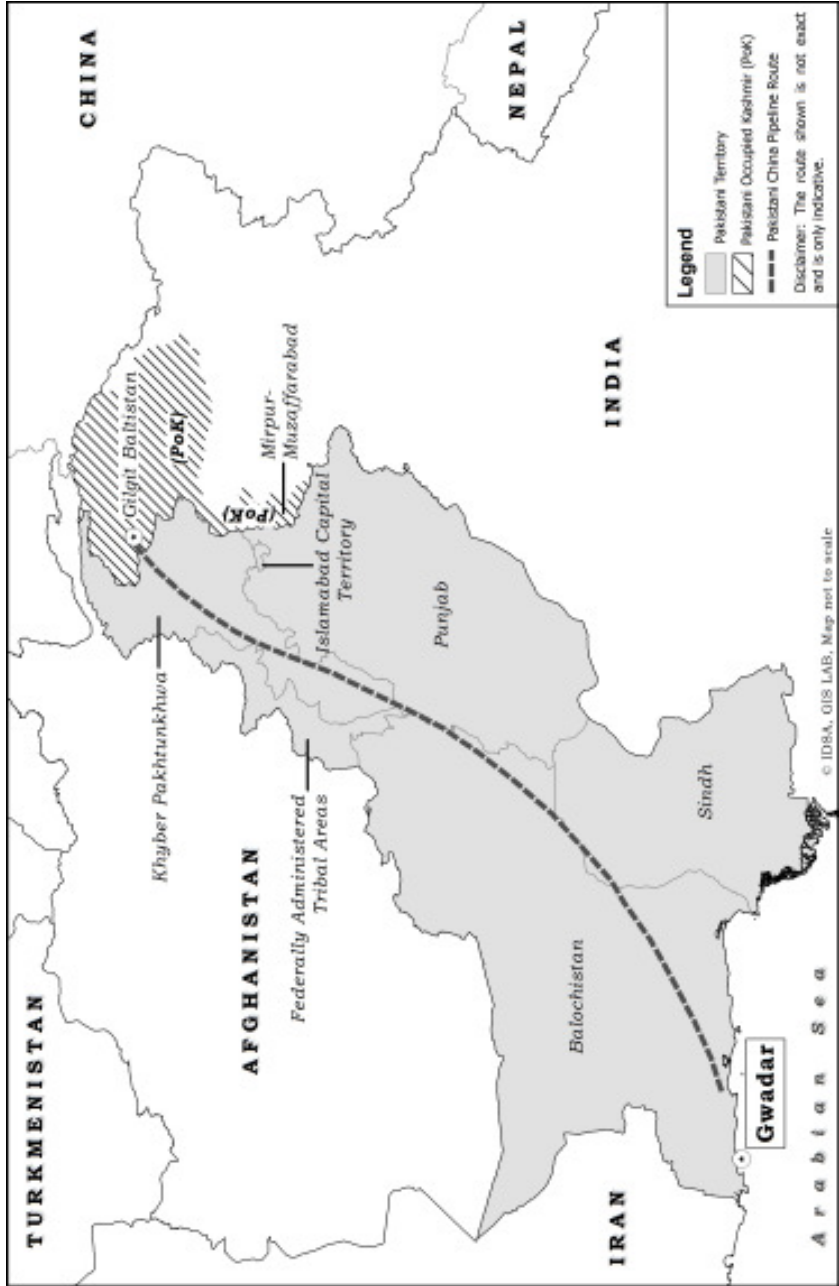 TURKMENISTAN
CHINA
Gilgit Baltistan
(PoK)
Khyber Pakhtunkhwa
(PoK)
Mirpur-
Muzaffarabad
AFGHANISTAN
Islamabad Capital
Territory
Federally Administered
Tribal Areas
NEPAL
Punjab
INDIA
Balochistan
Sindh
IRAN
Gwadar
Arabian Sea
Legend
Pakistani Territory
Pakistani Occupied Kashmir (PoK)
Pakistani China Pipeline Route
Disclaimer: The route shown is not exact
and is only indicative.
© IDSA, GIS LAB, Map not to scale